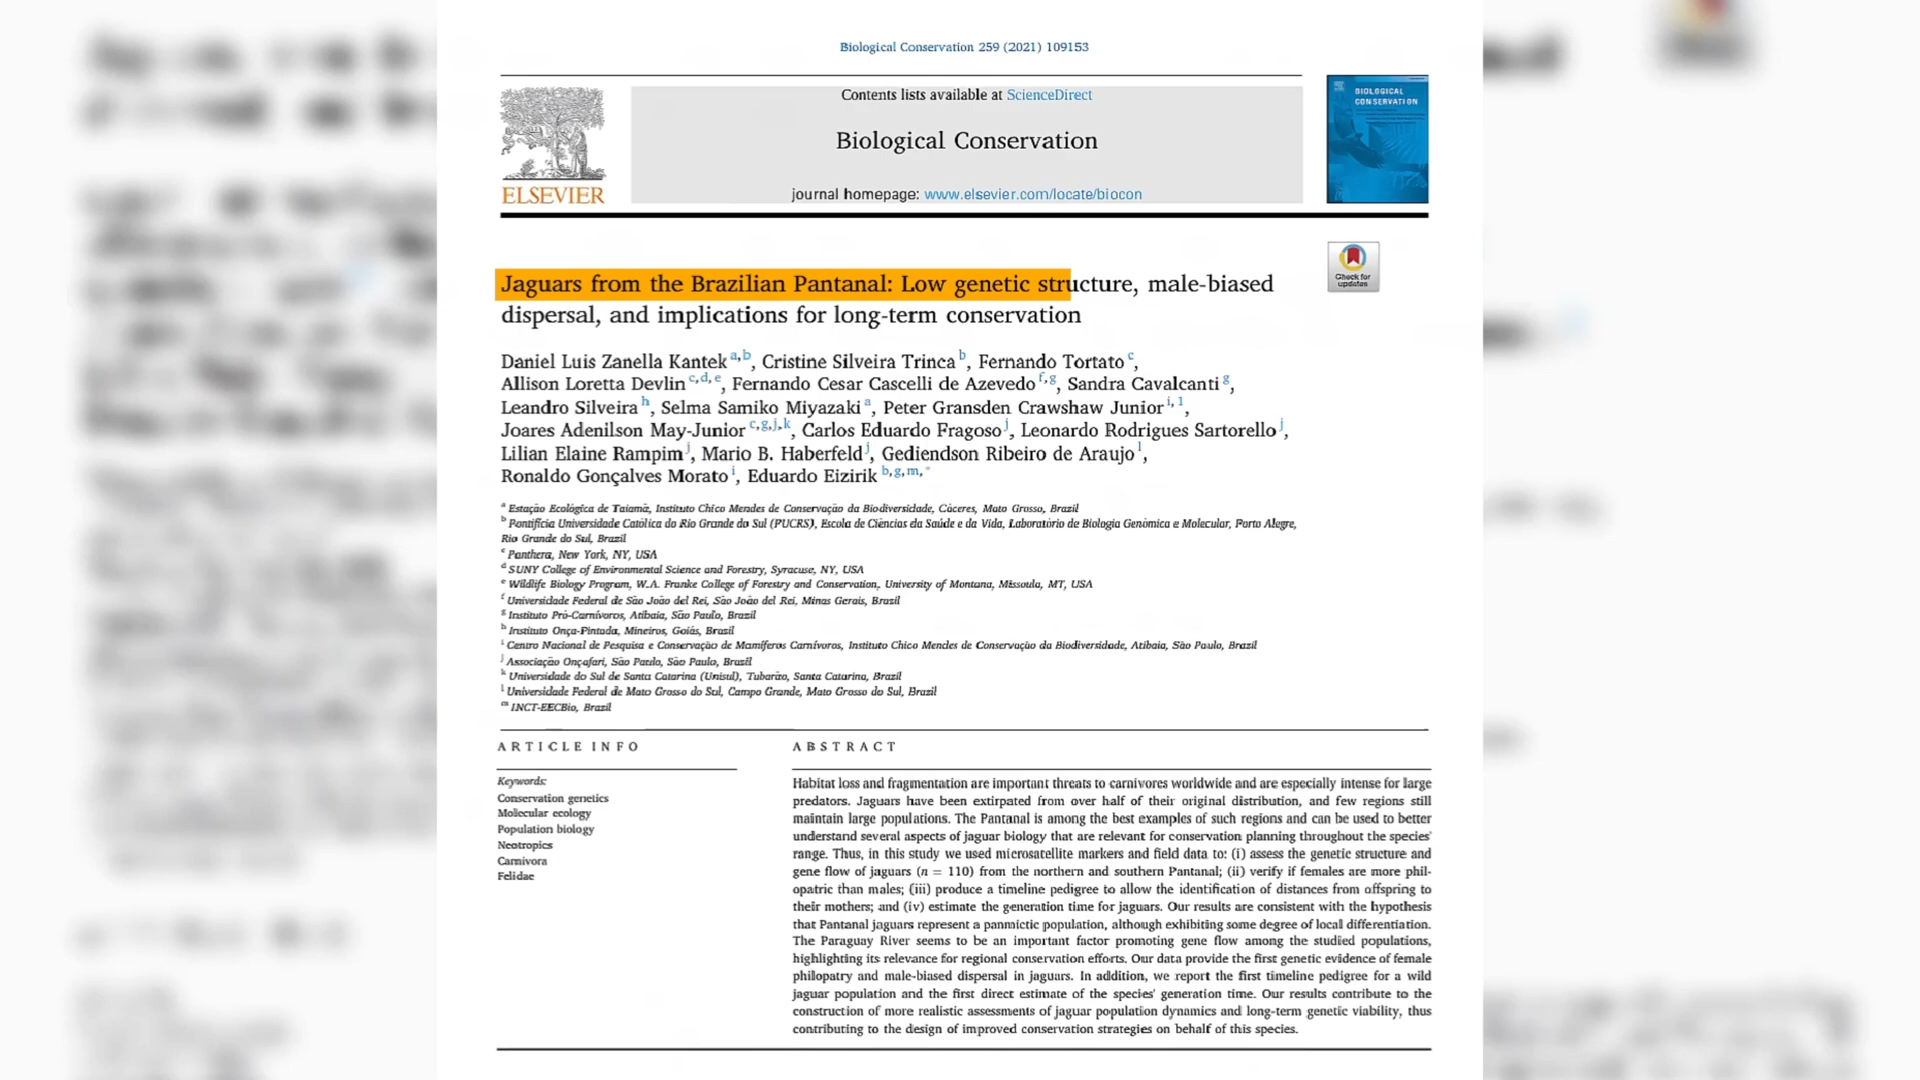 Biological Conservation 259 (2021) 109153
Contents lists available at ScienceDirect
Biological Conservation
journal homepage: www.elsevier.com/locate/biocon
ELSEVIER
BIOLOGICAL
CONSERVATION
Check for
updates
Jaguars from the Brazilian Pantanal: Low genetic structure, male-biased
dispersal, and implications for long-term conservation
Daniel Luis Zanella Kantek a,b, Cristine Silveira Trinca b, Fernando Tortato c,
Allison Loretta Devlin c,d,e, Fernando Cesar Cascelli de Azevedo f,g, Sandra Cavalcanti g,
Leandro Silveira h, Selma Samiko Miyazaki a, Peter Gransden Crawshaw Junior i,1,
Joares Adenilson May-Junior c,g,j,k, Carlos Eduardo Fragoso j, Leonardo Rodrigues Sartorello j,
Lilian Elaine Rampim j, Mario B. Haberfeld j, Gediendson Ribeiro de Araujo l,
Ronaldo Gonçalves Morato i, Eduardo Eizirik b,g,m,*
a Estação Ecológica de Taiamã, Instituto Chico Mendes de Conservação da Biodiversidade, Cáceres, Mato Grosso, Brazil
b Pontifícia Universidade Católica do Rio Grande do Sul (PUCRS), Escola de Ciências da Saúde e da Vida, Laboratório de Biologia Genômica e Molecular, Porto Alegre,
Rio Grande do Sul, Brazil
c Panthera, New York, NY, USA
d SUNY College of Environmental Science and Forestry, Syracuse, NY, USA
e Wildlife Biology Program, W.A. Franke College of Forestry and Conservation, University of Montana, Missoula, MT, USA
f Universidade Federal de São João del Rei, São João del Rei, Minas Gerais, Brazil
g Instituto Pró-Carnívoros, Atibaia, São Paulo, Brazil
h Instituto Onça-Pintada, Mineiros, Goiás, Brazil
i Centro Nacional de Pesquisa e Conservação de Mamíferos Carnívoros, Instituto Chico Mendes de Conservação da Biodiversidade, Atibaia, São Paulo, Brazil
j Associação Onçafari, São Paulo, São Paulo, Brazil
k Universidade do Sul de Santa Catarina (Unisul), Tubarão, Santa Catarina, Brazil
l Universidade Federal de Mato Grosso do Sul, Campo Grande, Mato Grosso do Sul, Brazil
m INCT-EECBio, Brazil
ARTICLE INFO
Keywords:
Conservation genetics
Molecular ecology
Population biology
Neotropics
Carnivora
Felidae
ABSTRACT
Habitat loss and fragmentation are important threats to carnivores worldwide and are especially intense for large
predators. Jaguars have been extirpated from over half of their original distribution, and few regions still
maintain large populations. The Pantanal is among the best examples of such regions and can be used to better
understand several aspects of jaguar biology that are relevant for conservation planning throughout the species'
range. Thus, in this study we used microsatellite markers and field data to: (i) assess the genetic structure and
gene flow of jaguars (n = 110) from the northern and southern Pantanal; (ii) verify if females are more phil-
opatric than males; (iii) produce a timeline pedigree to allow the identification of distances from offspring to
their mothers; and (iv) estimate the generation time for jaguars. Our results are consistent with the hypothesis
that Pantanal jaguars represent a panmictic population, although exhibiting some degree of local differentiation.
The Paraguay River seems to be an important factor promoting gene flow among the studied populations,
highlighting its relevance for regional conservation efforts. Our data provide the first genetic evidence of female
philopatry and male-biased dispersal in jaguars. In addition, we report the first timeline pedigree for a wild
jaguar population and the first direct estimate of the species' generation time. Our results contribute to the
construction of more realistic assessments of jaguar population dynamics and long-term genetic viability, thus
contributing to the design of improved conservation strategies on behalf of this species.